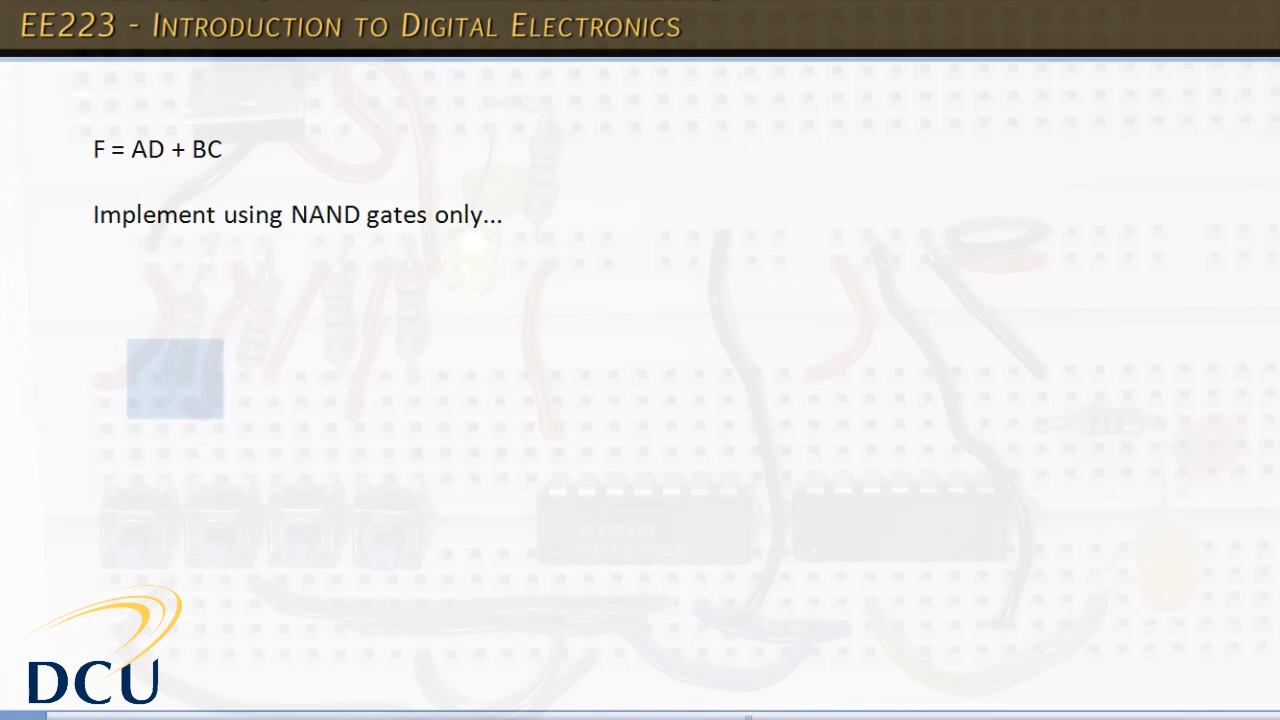 EE223 - Introduction to Digital Electronics
F = AD + BC
Implement using NAND gates only...
DCU